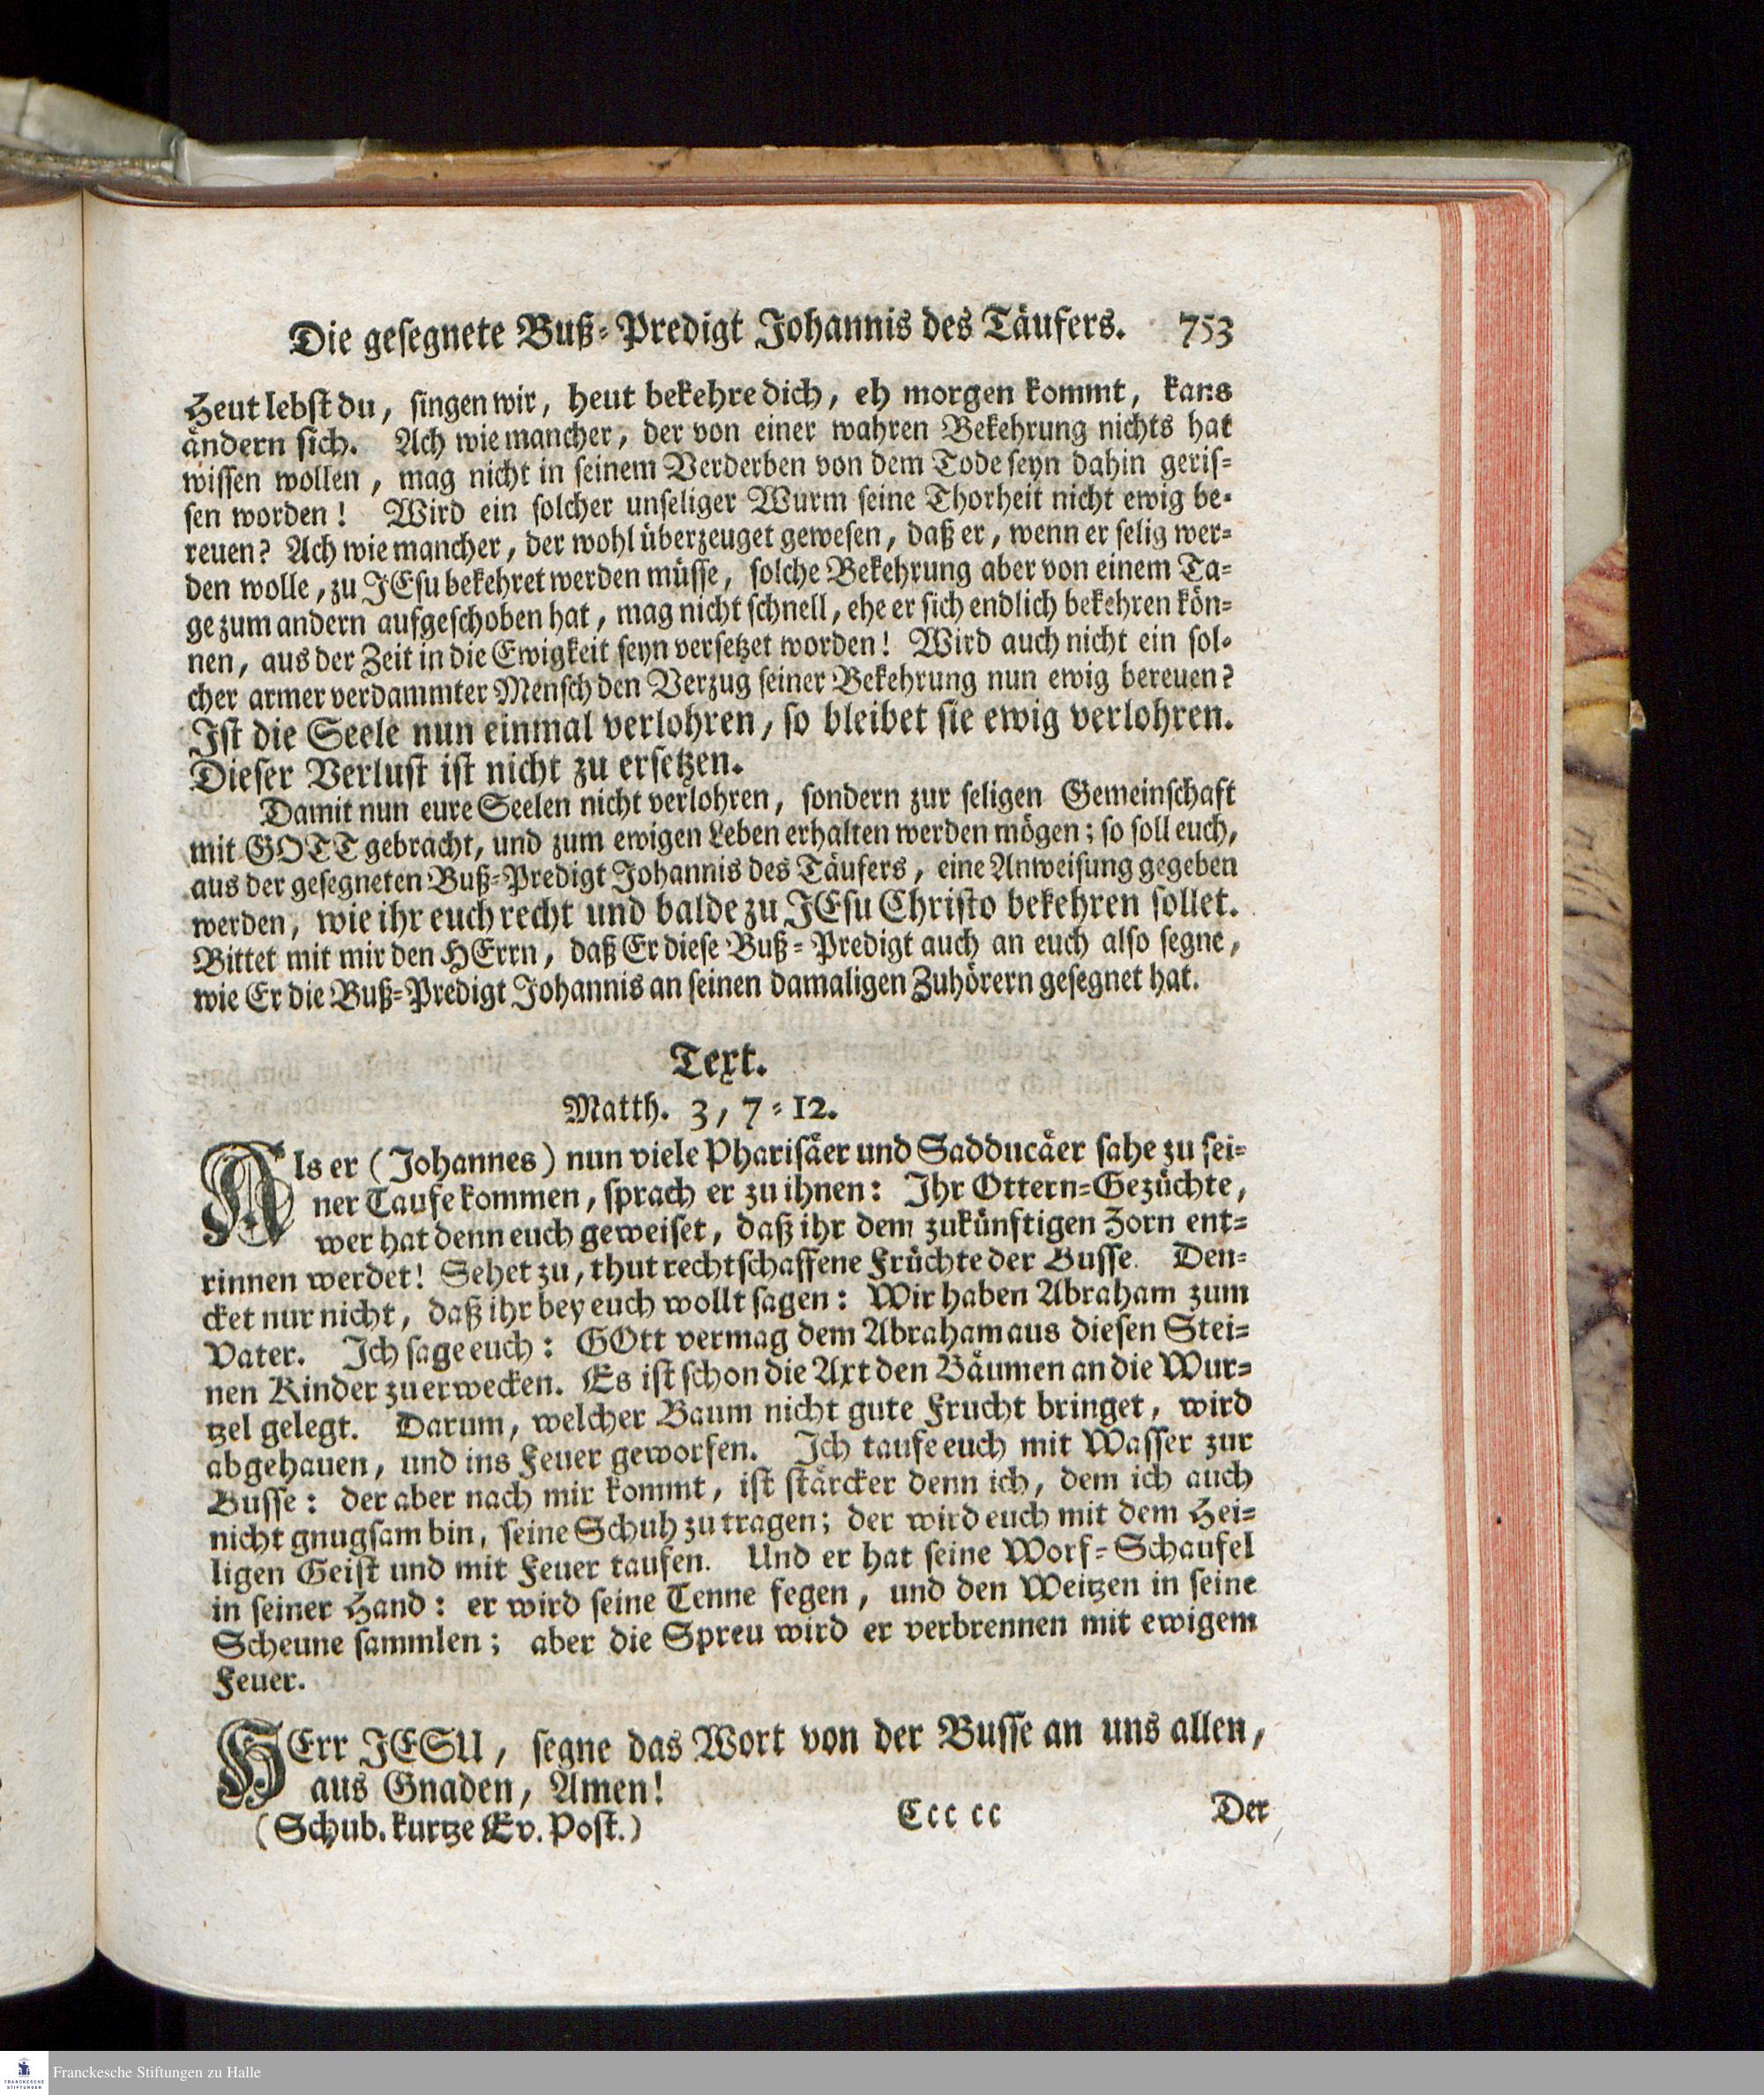 Die gesegnete Buß-Predigt Johannis des Täufers. 753
Heut lebst du, singen wir, heut bekehre dich, eh morgen kommt, kans
ändern sich. Ach wie mancher, der von einer wahren Bekehrung nichts hat
wissen wollen, mag nicht in seinem Verderben von dem Tode seyn dahin geris-
sen worden! Wird ein solcher unseliger Wurm seine Thorheit nicht ewig be-
reuen? Ach wie mancher, der wohl überzeuget gewesen, daß er, wenn er selig wer-
den wolle, zu JEsu bekehret werden müsse, solche Bekehrung aber von einem Ta-
ge zum andern aufgeschoben hat, mag nicht schnell, ehe er sich endlich bekehren kön-
nen, aus der Zeit in die Ewigkeit seyn versetzet worden! Wird auch nicht ein sol-
cher armer verdammter Mensch den Verzug seiner Bekehrung nun ewig bereuen?
Ist die Seele nun einmal verlohren, so bleibet sie ewig verlohren.
Dieser Verlust ist nicht zu ersetzen.
Damit nun eure Seelen nicht verlohren, sondern zur seligen Gemeinschaft
mit GOTT gebracht, und zum ewigen Leben erhalten werden mögen; so soll euch,
aus der gesegneten Buß-Predigt Johannis des Täufers, eine Anweisung gegeben
werden, wie ihr euch recht und balde zu JEsu Christo bekehren sollet.
Bittet mit mir den HErrn, daß Er diese Buß-Predigt auch an euch also segne,
wie Er die Buß-Predigt Johannis an seinen damaligen Zuhörern gesegnet hat.
Text.
Matth. 3, 7-12.
Als er (Johannes) nun viele Pharisäer und Sadducäer sahe zu sei-
ner Taufe kommen, sprach er zu ihnen: Ihr Ottern-Gezüchte,
wer hat denn euch geweiset, daß ihr dem zukünftigen Zorn ent-
rinnen werdet! Sehet zu, thut rechtschaffene Früchte der Busse. Den-
cket nur nicht, daß ihr bey euch wollt sagen: Wir haben Abraham zum
Vater. Ich sage euch: GOtt vermag dem Abraham aus diesen Stei-
nen Kinder zu erwecken. Es ist schon die Axt den Bäumen an die Wur-
tzel gelegt. Darum, welcher Baum nicht gute Frucht bringet, wird
abgehauen, und ins Feuer geworfen. Ich taufe euch mit Wasser zur
Busse: der aber nach mir kommt, ist stärcker denn ich, dem ich auch
nicht gnugsam bin, seine Schuh zu tragen; der wird euch mit dem Hei-
ligen Geist und mit Feuer taufen. Und er hat seine Worf-Schaufel
in seiner Hand: er wird seine Tenne fegen, und den Weitzen in seine
Scheune sammlen; aber die Spreu wird er verbrennen mit ewigem
Feuer.
HErr JESU, segne das Wort von der Busse an uns allen,
aus Gnaden, Amen!
(Schub. kurtze Ev. Post.) Ccc cc Der
Franckesche Stiftungen zu Halle
FRANCKESCHE
STIFTUNGEN